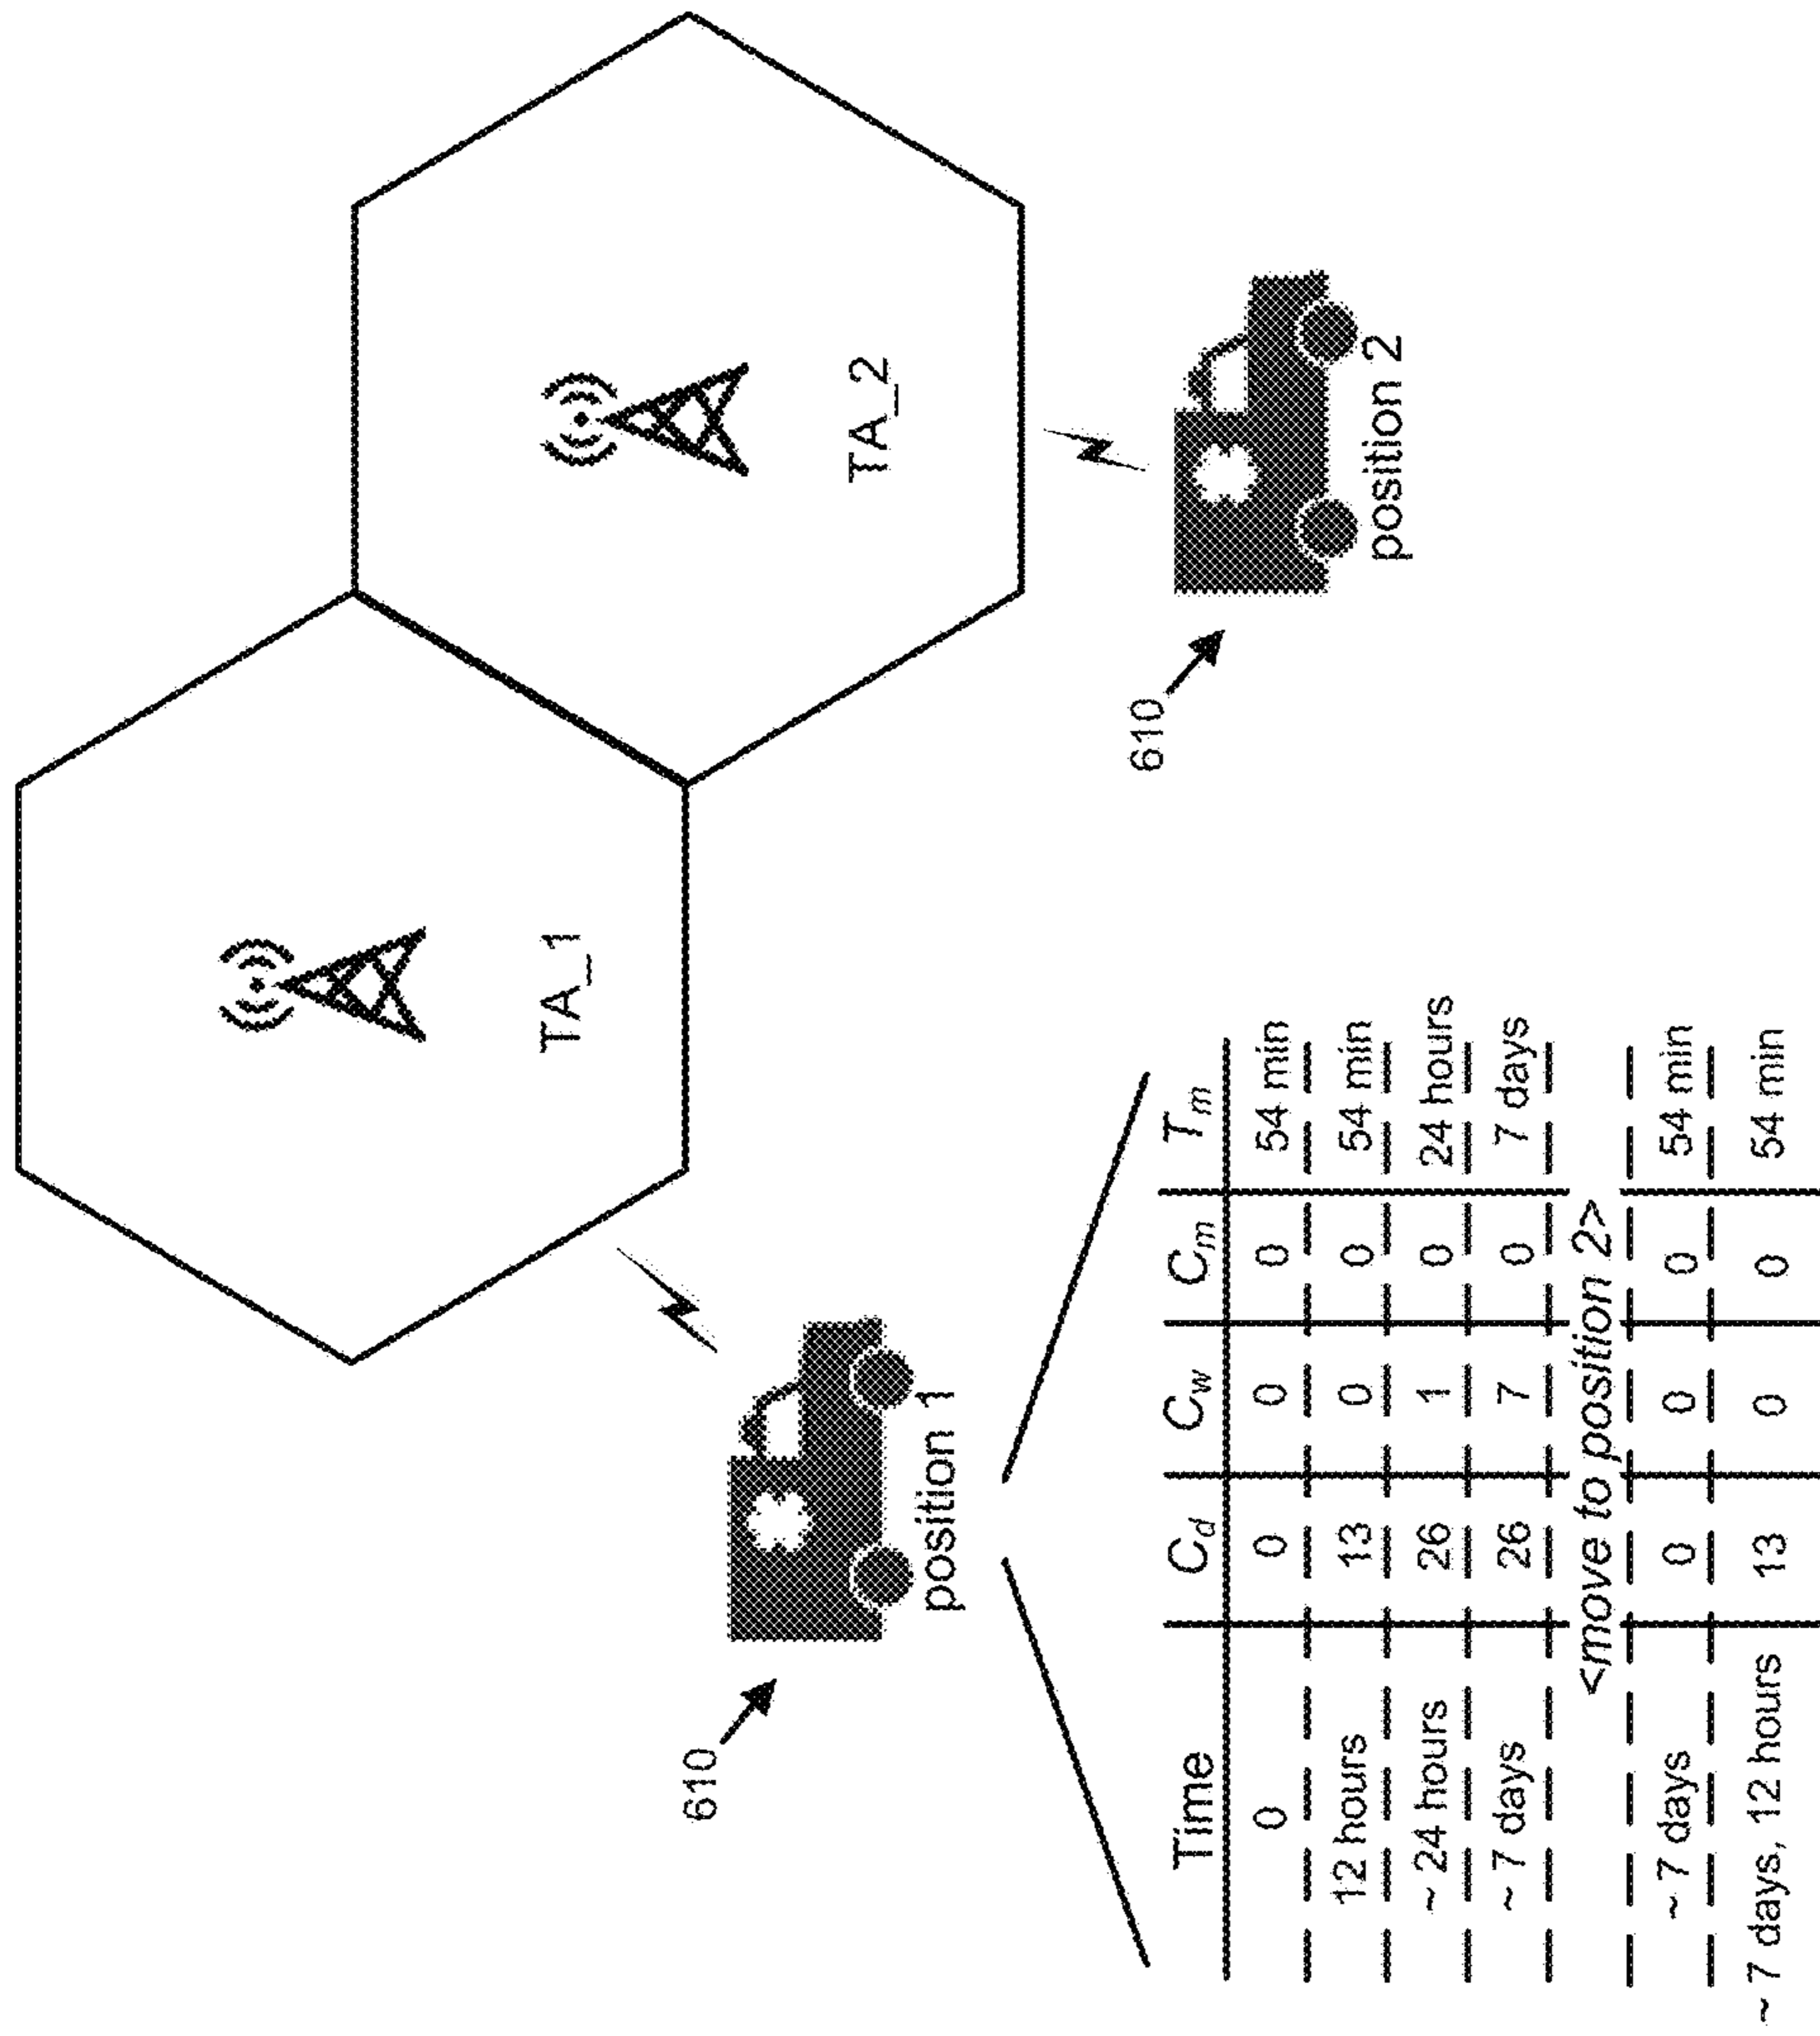 TA_1
TA_2
610
position 1
610
position 2
Time C_d C_w C_m T_m
0 0 0 0 54 min
12 hours 13 0 0 54 min
~ 24 hours 26 1 0 24 hours
~ 7 days 26 7 0 7 days
<move to position 2>
~ 7 days 0 0 0 54 min
~ 7 days, 12 hours 13 0 0 54 min